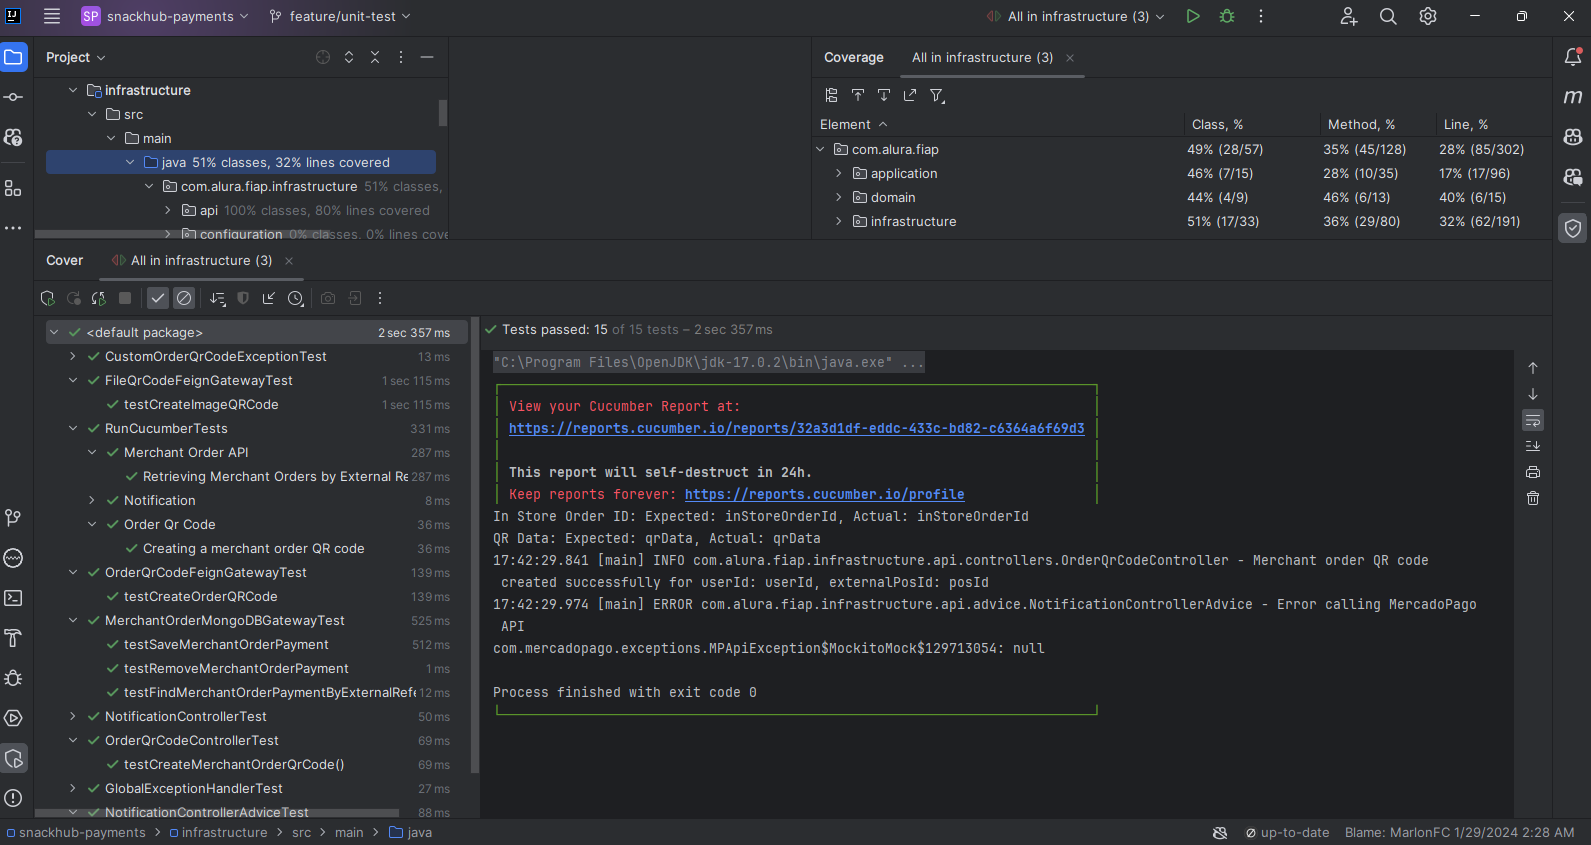 SP snackhub-payments feature/unit-test All in infrastructure (3)
Project
infrastructure
src
main
java 51% classes, 32% lines covered
com.alura.fiap.infrastructure 51% classes,
api 100% classes, 80% lines covered
configuration 0% classes, 0% lines cove
Coverage All in infrastructure (3)
Element Class, % Method, % Line, %
com.alura.fiap 49% (28/57) 35% (45/128) 28% (85/302)
application 46% (7/15) 28% (10/35) 17% (17/96)
domain 44% (4/9) 46% (6/13) 40% (6/15)
infrastructure 51% (17/33) 36% (29/80) 32% (62/191)
Cover All in infrastructure (3)
<default package> 2 sec 357 ms
CustomOrderQrCodeExceptionTest 13 ms
FileQrCodeFeignGatewayTest 1 sec 115 ms
testCreateImageQRCode 1 sec 115 ms
RunCucumberTests 331 ms
Merchant Order API 287 ms
Retrieving Merchant Orders by External Re 287 ms
Notification 8 ms
Order Qr Code 36 ms
Creating a merchant order QR code 36 ms
OrderQrCodeFeignGatewayTest 139 ms
testCreateOrderQRCode 139 ms
MerchantOrderMongoDBGatewayTest 525 ms
testSaveMerchantOrderPayment 512 ms
testRemoveMerchantOrderPayment 1 ms
testFindMerchantOrderPaymentByExternalRefe 12 ms
NotificationControllerTest 50 ms
OrderQrCodeControllerTest 69 ms
testCreateMerchantOrderQrCode() 69 ms
GlobalExceptionHandlerTest 27 ms
NotificationControllerAdviceTest 88 ms
Tests passed: 15 of 15 tests – 2 sec 357 ms
"C:\Program Files\OpenJDK\jdk-17.0.2\bin\java.exe" ...
View your Cucumber Report at:
https://reports.cucumber.io/reports/32a3d1df-eddc-433c-bd82-c6364a6f69d3
This report will self-destruct in 24h.
Keep reports forever: https://reports.cucumber.io/profile
In Store Order ID: Expected: inStoreOrderId, Actual: inStoreOrderId
QR Data: Expected: qrData, Actual: qrData
17:42:29.841 [main] INFO com.alura.fiap.infrastructure.api.controllers.OrderQrCodeController - Merchant order QR code
created successfully for userId: userId, externalPosId: posId
17:42:29.974 [main] ERROR com.alura.fiap.infrastructure.api.advice.NotificationControllerAdvice - Error calling MercadoPago
API
com.mercadopago.exceptions.MPApiException$MockitoMock$129713054: null
Process finished with exit code 0
snackhub-payments > infrastructure > src > main > java up-to-date Blame: MarlonFC 1/29/2024 2:28 AM